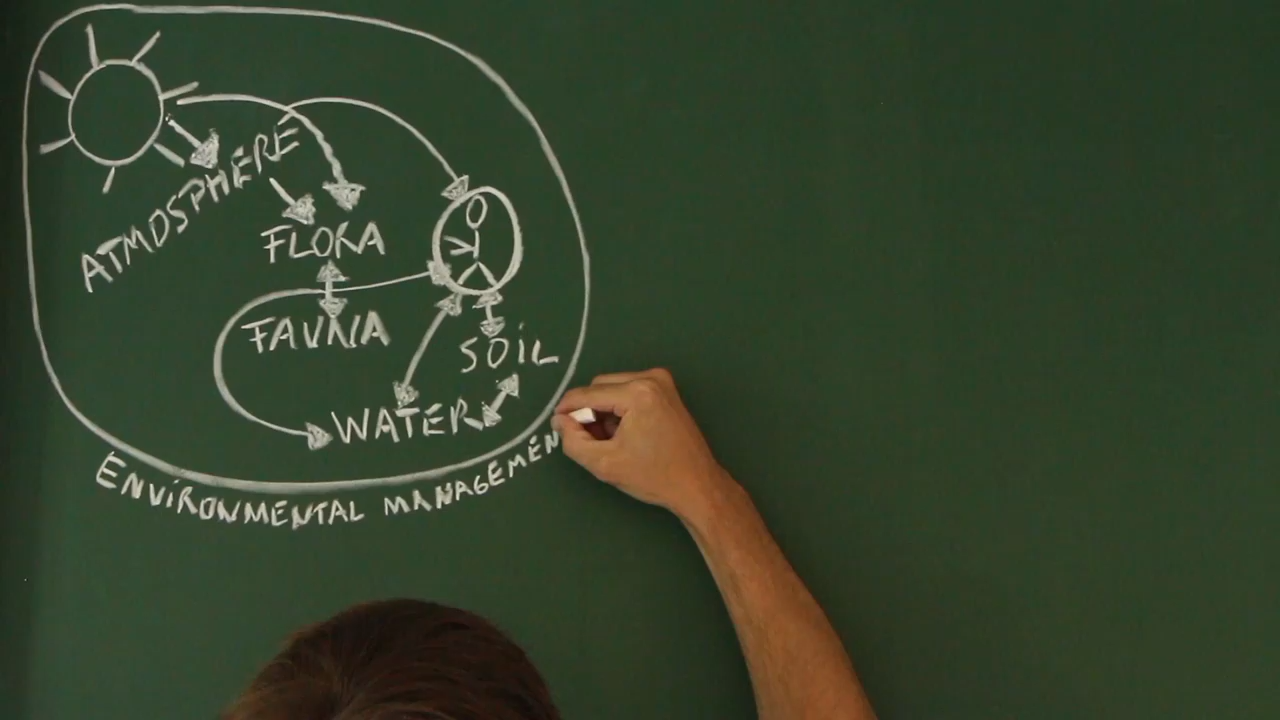 ATMOSPHERE
FLORA
FAUNA
SOiL
WATER
ENViRONMENTAL MANAGEMEN